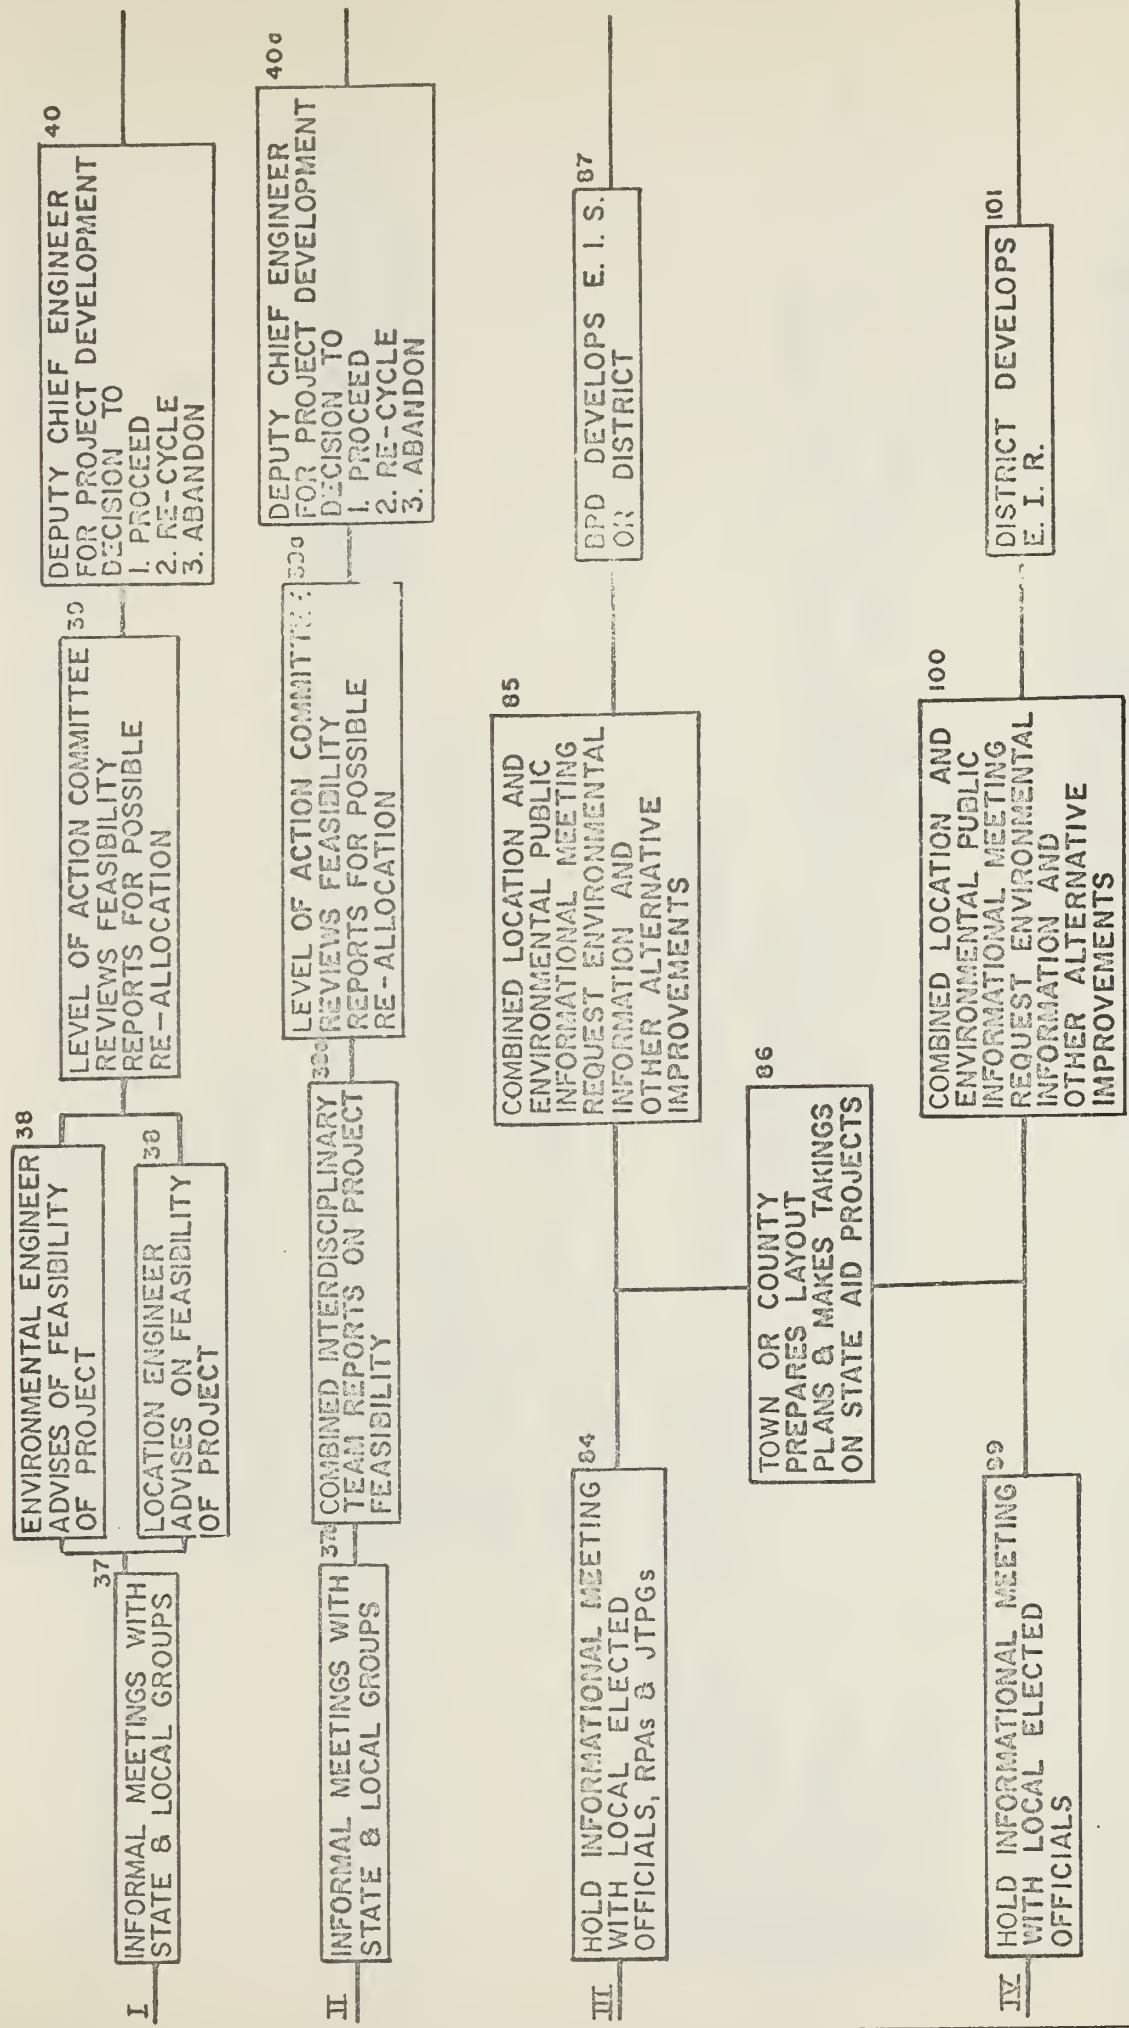 I
INFORMAL MEETINGS WITH
STATE & LOCAL GROUPS
37
ENVIRONMENTAL ENGINEER
ADVISES OF FEASIBILITY
OF PROJECT
38
LOCATION ENGINEER
ADVISES ON FEASIBILITY
OF PROJECT
38
LEVEL OF ACTION COMMITTEE
REVIEWS FEASIBILITY
REPORTS FOR POSSIBLE
RE-ALLOCATION
39
DEPUTY CHIEF ENGINEER
FOR PROJECT DEVELOPMENT
DECISION TO
1. PROCEED
2. RE-CYCLE
3. ABANDON
40
II
INFORMAL MEETINGS WITH
STATE & LOCAL GROUPS
37a
COMBINED INTERDISCIPLINARY
TEAM REPORTS ON PROJECT
FEASIBILITY
38a
LEVEL OF ACTION COMMITTEE
REVIEWS FEASIBILITY
REPORTS FOR POSSIBLE
RE-ALLOCATION
39a
DEPUTY CHIEF ENGINEER
FOR PROJECT DEVELOPMENT
DECISION TO
1. PROCEED
2. RE-CYCLE
3. ABANDON
40a
III
HOLD INFORMATIONAL MEETING
WITH LOCAL ELECTED
OFFICIALS, RPAs & JTPGs
84
COMBINED LOCATION AND
ENVIRONMENTAL PUBLIC
INFORMATIONAL MEETING
REQUEST ENVIRONMENTAL
INFORMATION AND
OTHER ALTERNATIVE
IMPROVEMENTS
85
BPD DEVELOPS E. I. S.
OR DISTRICT
87
TOWN OR COUNTY
PREPARES LAYOUT
PLANS & MAKES TAKINGS
ON STATE AID PROJECTS
86
IV
HOLD INFORMATIONAL MEETING
WITH LOCAL ELECTED
OFFICIALS
99
COMBINED LOCATION AND
ENVIRONMENTAL PUBLIC
INFORMATIONAL MEETING
REQUEST ENVIRONMENTAL
INFORMATION AND
OTHER ALTERNATIVE
IMPROVEMENTS
100
DISTRICT DEVELOPS
E. I. R.
101